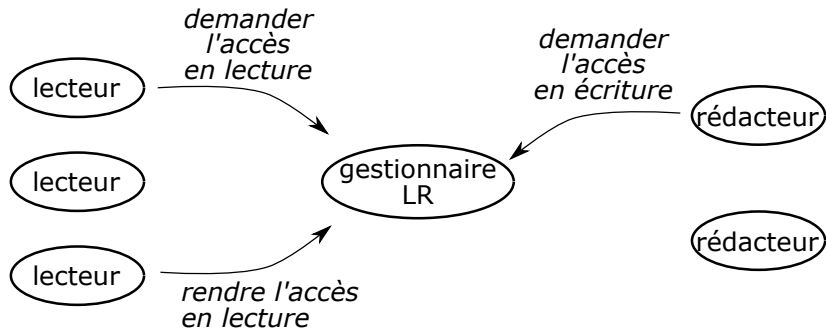 demander
l'accès
en lecture
demander
l'accès
en écriture
lecteur
rédacteur
lecteur
gestionnaire
LR
rédacteur
lecteur
rendre l'accès
en lecture